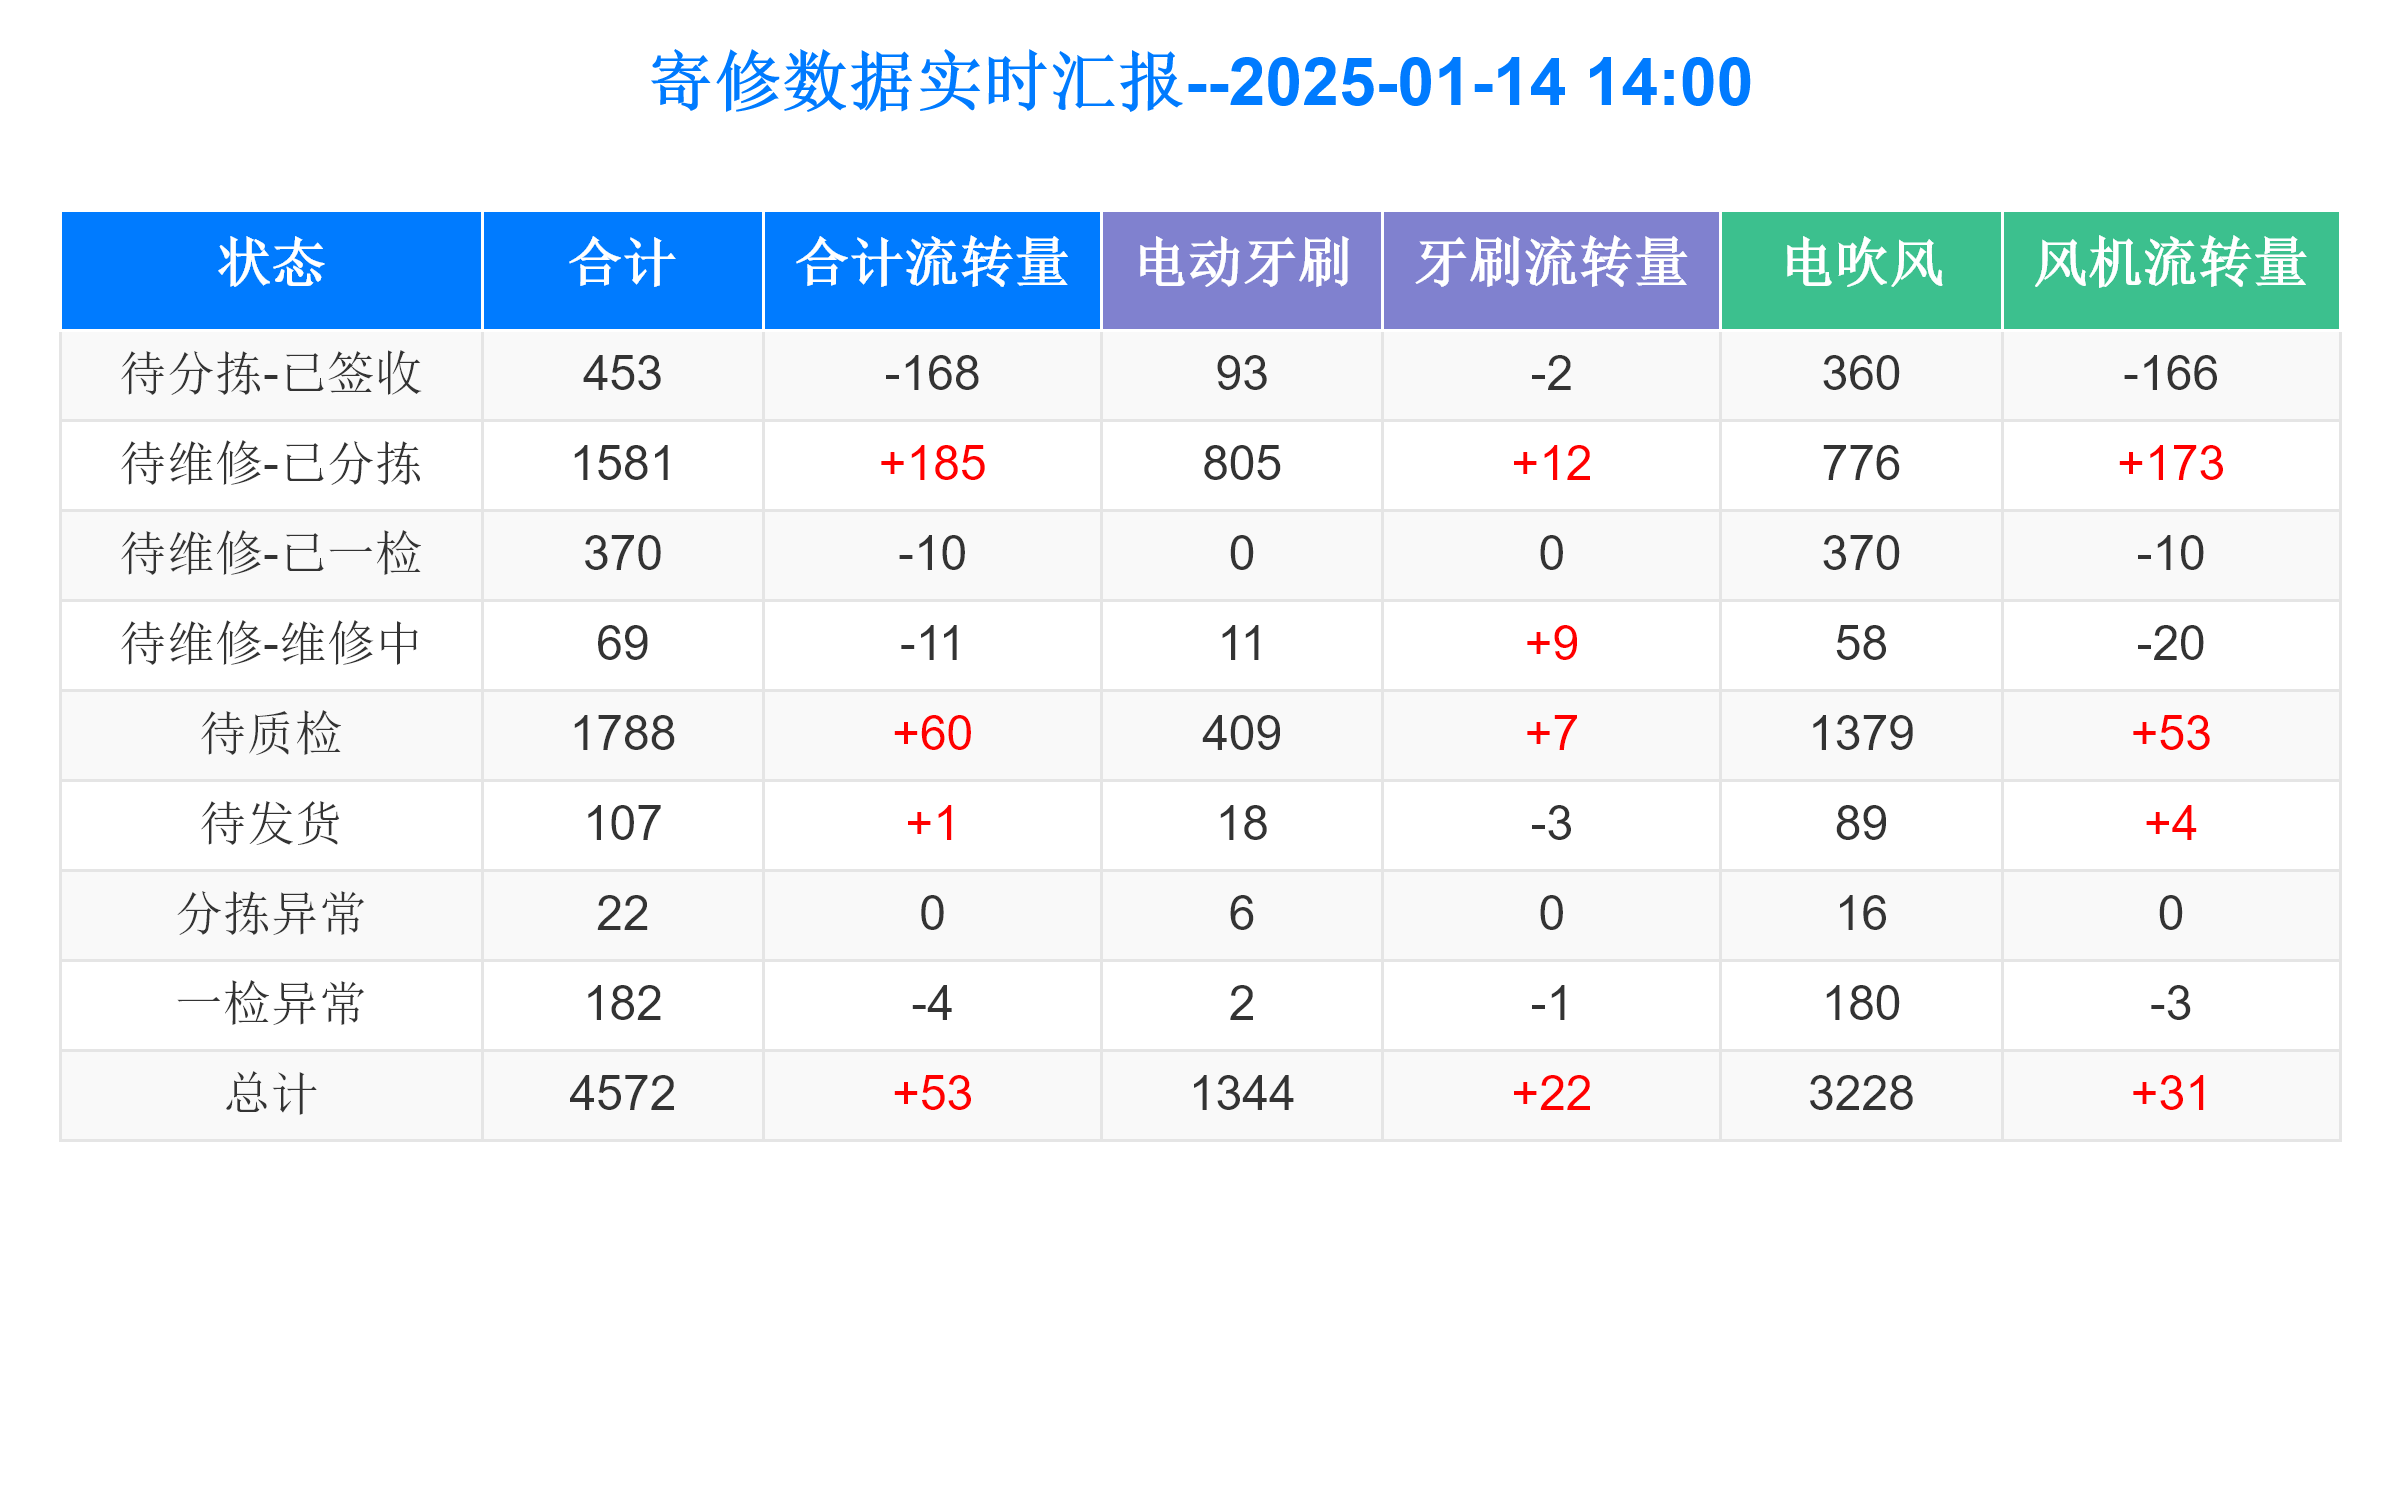 寄修数据实时汇报--2025-01-14 14:00
状态 合计 合计流转量 电动牙刷 牙刷流转量 电吹风 风机流转量
待分拣-已签收 453 -168 93 -2 360 -166
待维修-已分拣 1581 +185 805 +12 776 +173
待维修-已一检 370 -10 0 0 370 -10
待维修-维修中 69 -11 11 +9 58 -20
待质检 1788 +60 409 +7 1379 +53
待发货 107 +1 18 -3 89 +4
分拣异常 22 0 6 0 16 0
一检异常 182 -4 2 -1 180 -3
总计 4572 +53 1344 +22 3228 +31